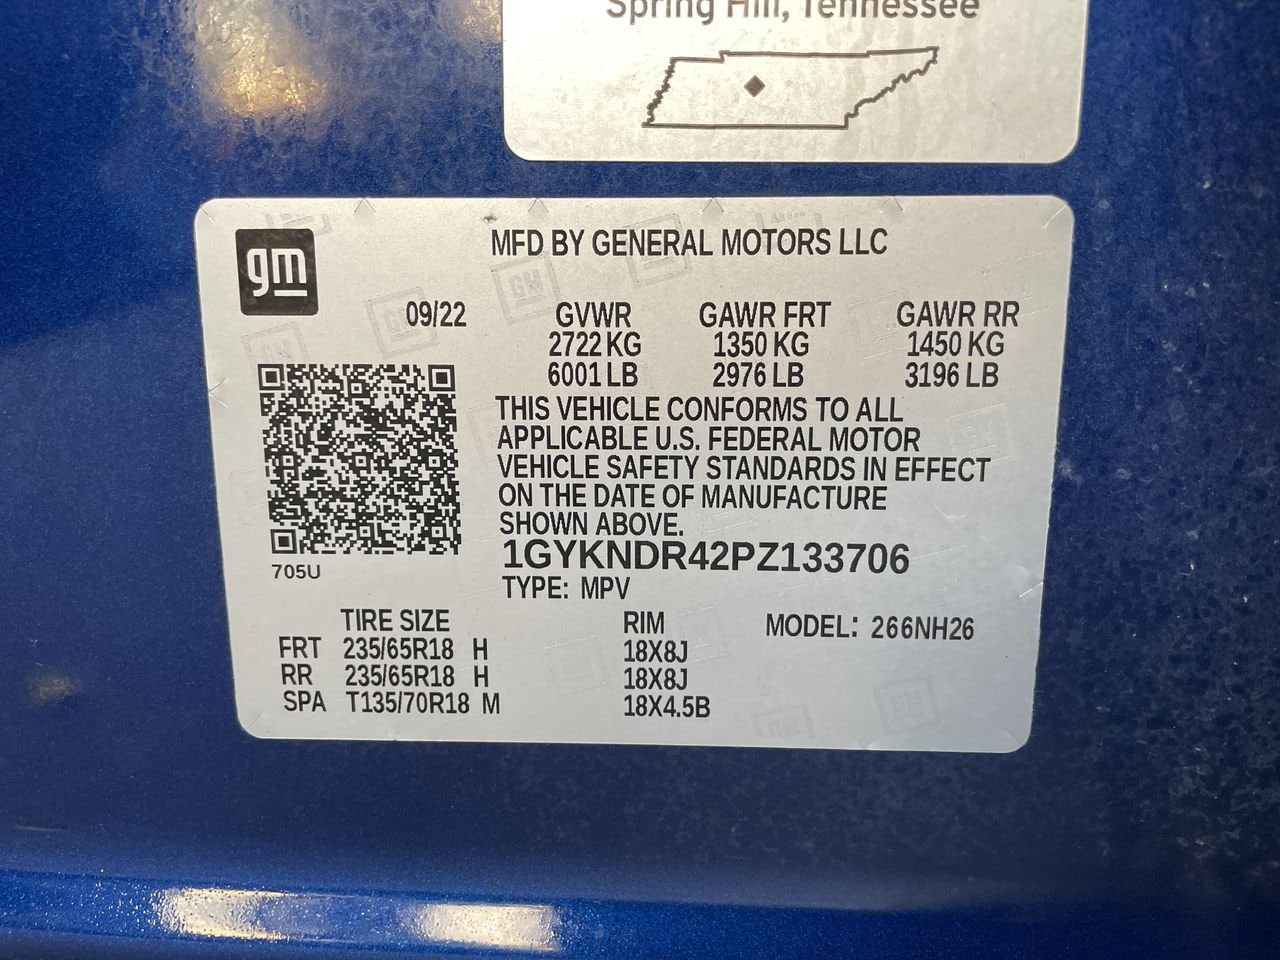 Spring Hill, Tennessee
gm
MFD BY GENERAL MOTORS LLC
09/22
GVWR GAWR FRT GAWR RR
2722 KG 1350 KG 1450 KG
6001 LB 2976 LB 3196 LB
THIS VEHICLE CONFORMS TO ALL
APPLICABLE U.S. FEDERAL MOTOR
VEHICLE SAFETY STANDARDS IN EFFECT
ON THE DATE OF MANUFACTURE
SHOWN ABOVE.
1GYKNDR42PZ133706
705U
TYPE: MPV
TIRE SIZE RIM MODEL: 266NH26
FRT 235/65R18 H 18X8J
RR 235/65R18 H 18X8J
SPA T135/70R18 M 18X4.5B